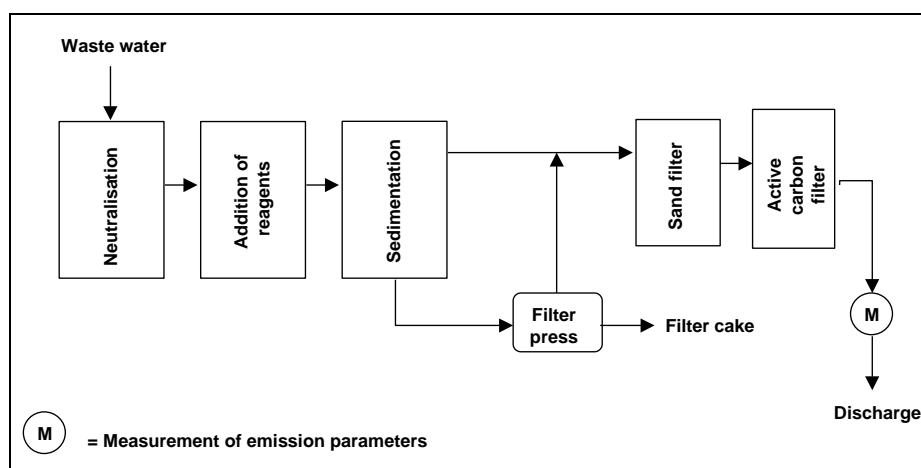 Waste water
Neutralisation
Addition of
reagents
Sedimentation
Sand filter
Active
carbon
filter
Filter
press
Filter cake
M
Discharge
M
= Measurement of emission parameters